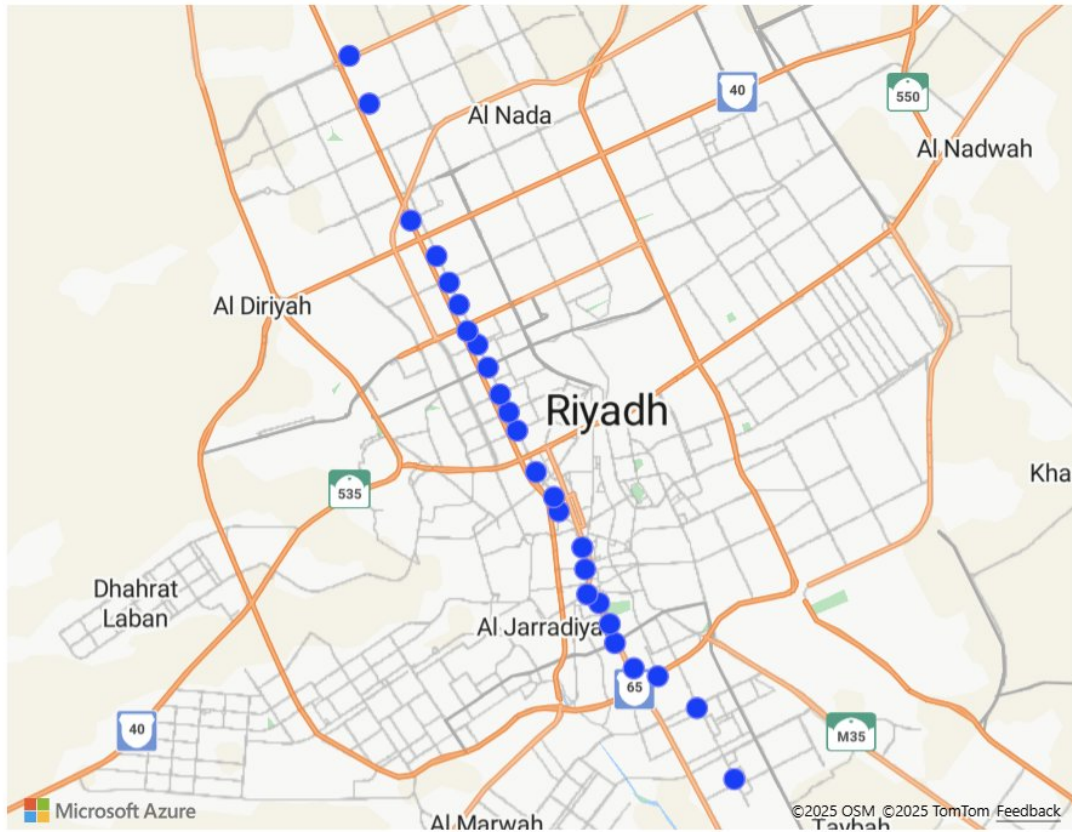 Al Nada
40
550
Al Nadwah
Al Diriyah
Riyadh
Kha
535
Dhahrat
Laban
Al Jarradiya
65
40
M35
Microsoft Azure
©2025 OSM ©2025 TomTom Feedback
Al Marwah
Taybah